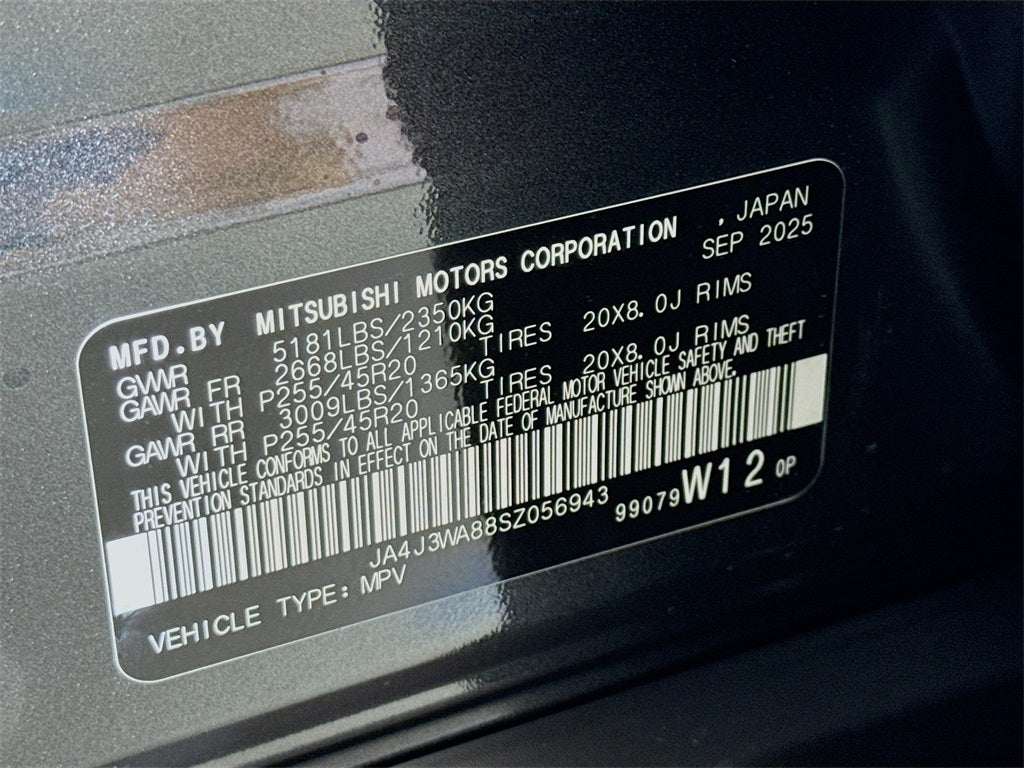 MFD.BY MITSUBISHI MOTORS CORPORATION , JAPAN
SEP 2025
GVWR 5181LBS/2350KG
GAWR FR 2668LBS/1210KG
WITH P255/45R20 TIRES 20X8.0J RIMS
GAWR RR 3009LBS/1365KG
WITH P255/45R20 TIRES 20X8.0J RIMS
THIS VEHICLE CONFORMS TO ALL APPLICABLE FEDERAL MOTOR VEHICLE SAFETY AND THEFT
PREVENTION STANDARDS IN EFFECT ON THE DATE OF MANUFACTURE SHOWN ABOVE.
JA4J3WA88SZ056943 99079W12 0P
VEHICLE TYPE: MPV